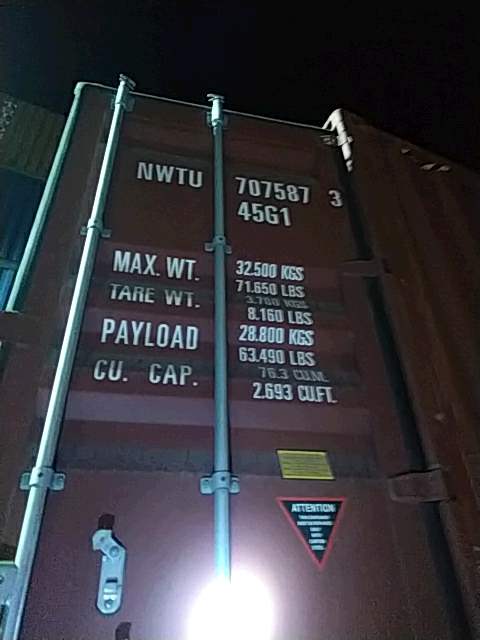 NWTU 707587 3
45G1
MAX. WT. 32.500 KGS
71.650 LBS
TARE WT. 3.700 KGS
8.160 LBS
PAYLOAD 28.800 KGS
63.490 LBS
CU. CAP. 76.3 CU.M.
2.693 CU.FT.
ATTENTION